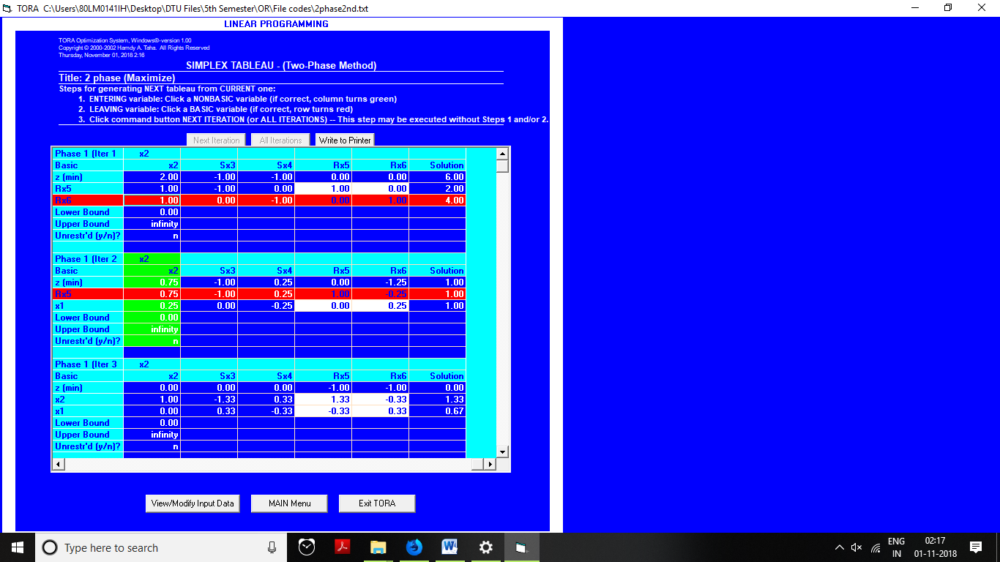 TORA C:\Users\80LM0141IH\Desktop\DTU Files\5th Semester\OR\File codes\2phase2nd.txt
LINEAR PROGRAMMING
TORA Optimization System, Windows®-version 1.00
Copyright © 2000-2002 Hamdy A. Taha. All Rights Reserved
Thursday, November 01, 2018 2:16
SIMPLEX TABLEAU - (Two-Phase Method)
Title: 2 phase (Maximize)
Steps for generating NEXT tableau from CURRENT one:
1. ENTERING variable: Click a NONBASIC variable (if correct, column turns green)
2. LEAVING variable: Click a BASIC variable (if correct, row turns red)
3. Click command button NEXT ITERATION (or ALL ITERATIONS) -- This step may be executed without Steps 1 and/or 2.
Next Iteration All Iterations Write to Printer
Phase 1 (Iter 1 x2
Basic x2 Sx3 Sx4 Rx5 Rx6 Solution
z (min) 2.00 -1.00 -1.00 0.00 0.00 6.00
Rx5 1.00 -1.00 0.00 1.00 0.00 2.00
Rx6 1.00 0.00 -1.00 0.00 1.00 4.00
Lower Bound 0.00
Upper Bound infinity
Unrestr'd (y/n)? n
Phase 1 (Iter 2 x2
Basic x2 Sx3 Sx4 Rx5 Rx6 Solution
z (min) 0.75 -1.00 0.25 0.00 -1.25 1.00
Rx5 0.75 -1.00 0.25 1.00 -0.25 1.00
x1 0.25 0.00 -0.25 0.00 0.25 1.00
Lower Bound 0.00
Upper Bound infinity
Unrestr'd (y/n)? n
Phase 1 (Iter 3 x2
Basic x2 Sx3 Sx4 Rx5 Rx6 Solution
z (min) 0.00 0.00 0.00 -1.00 -1.00 0.00
x2 1.00 -1.33 0.33 1.33 -0.33 1.33
x1 0.00 0.33 -0.33 -0.33 0.33 0.67
Lower Bound 0.00
Upper Bound infinity
Unrestr'd (y/n)? n
View/Modify Input Data MAIN Menu Exit TORA
Type here to search
ENG 02:17
IN 01-11-2018